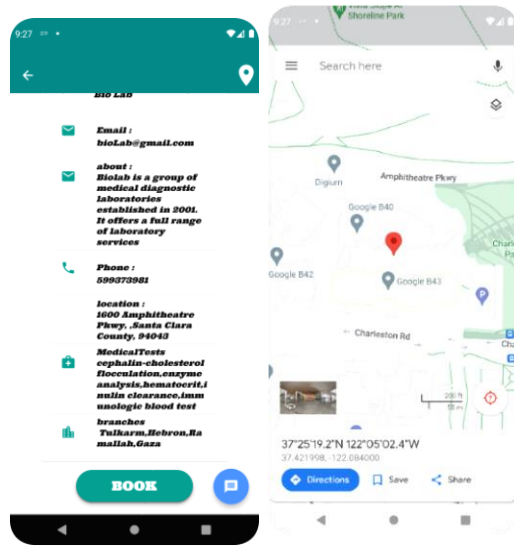 9:27
Bio Lab
Email :
bioLab@gmail.com
about :
Biolab is a group of
medical diagnostic
laboratories
established in 2001.
It offers a full range
of laboratory
services
Phone :
599373981
location :
1600 Amphitheatre
Pkwy, ,Santa Clara
County, 94043
MedicalTests
cephalin-cholesterol
flocculation,enzyme
analysis,hematocrit,i
nulin clearance,imm
unologic blood test
branches
Tulkarm,Hebron,Ra
mallah,Gaza
BOOK
9:27
Shoreline Park
Search here
Digium
Amphitheatre Pkwy
Google B40
Google B42
Google B43
P
Charleston Rd
200 ft
50 m
37°25'19.2"N 122°05'02.4"W
37.421998, -122.084000
Directions
Save
Share